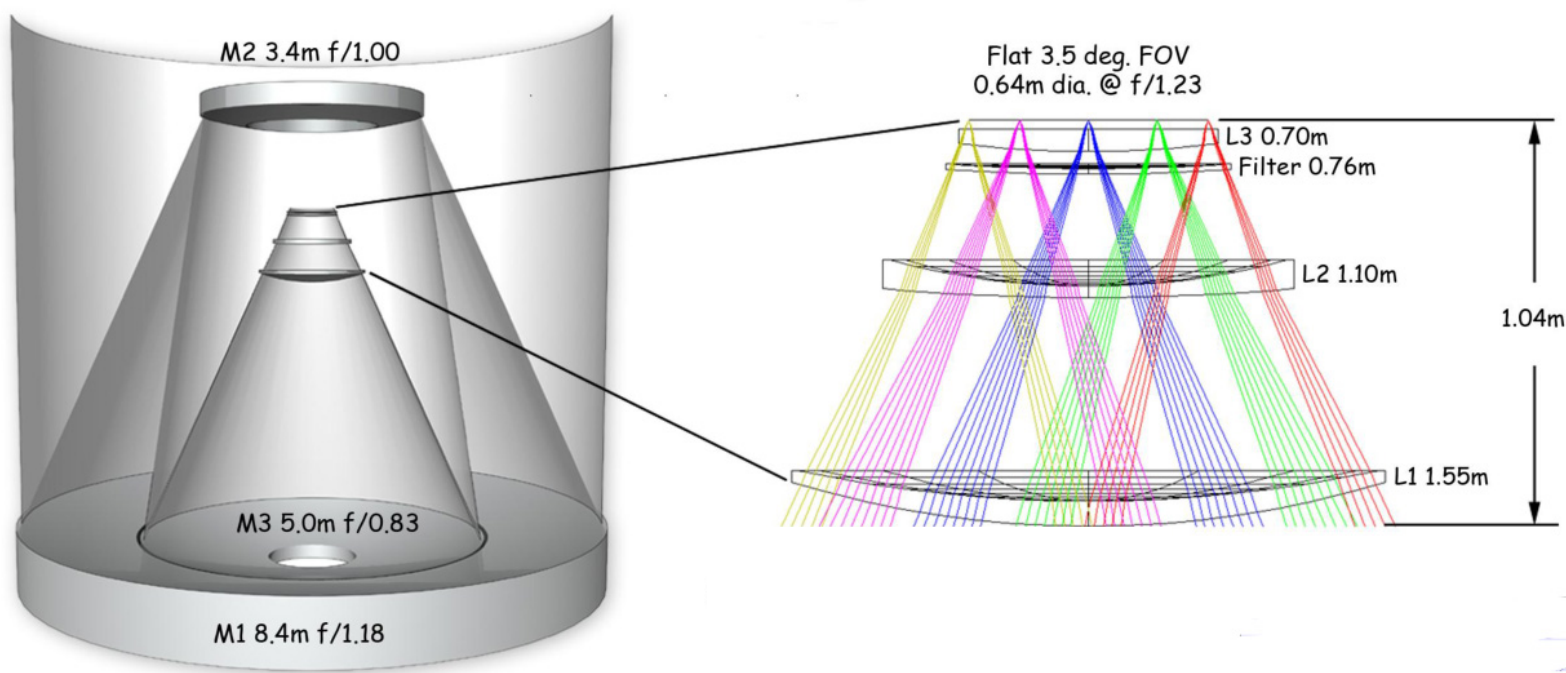 M2 3.4m f/1.00
M3 5.0m f/0.83
M1 8.4m f/1.18
Flat 3.5 deg. FOV
0.64m dia. @ f/1.23
L3 0.70m
Filter 0.76m
L2 1.10m
1.04m
L1 1.55m